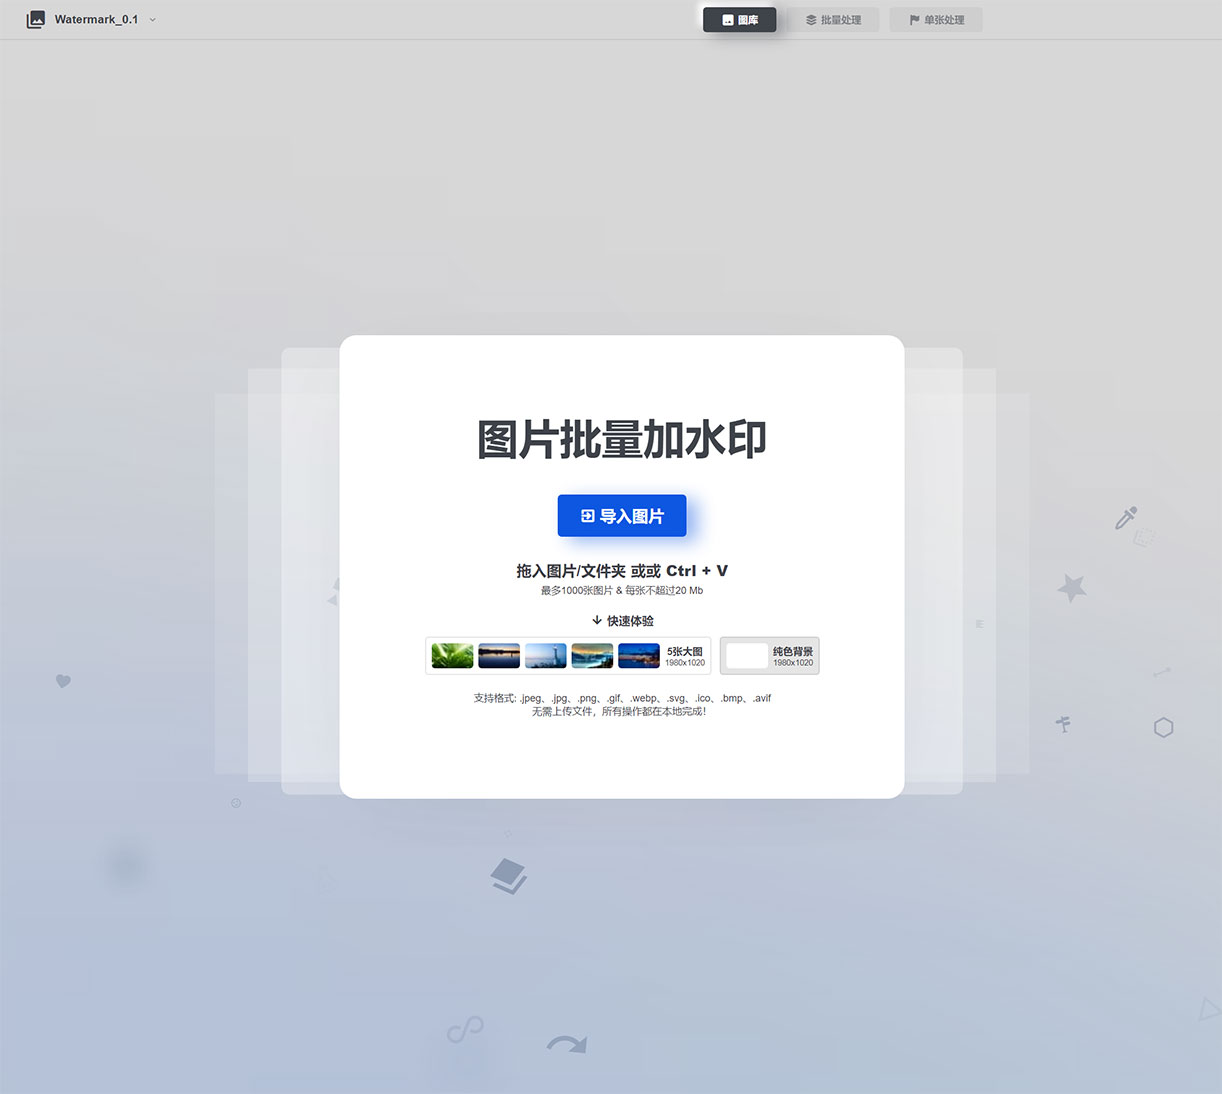 Watermark_0.1
图库
批量处理
单张处理
图片批量加水印
导入图片
拖入图片/文件夹 或或 Ctrl + V
最多1000张图片 & 每张不超过20 Mb
快速体验
5张大图
1980x1020
纯色背景
1980x1020
支持格式: .jpeg、.jpg、.png、.gif、.webp、.svg、.ico、.bmp、.avif
无需上传文件，所有操作都在本地完成！